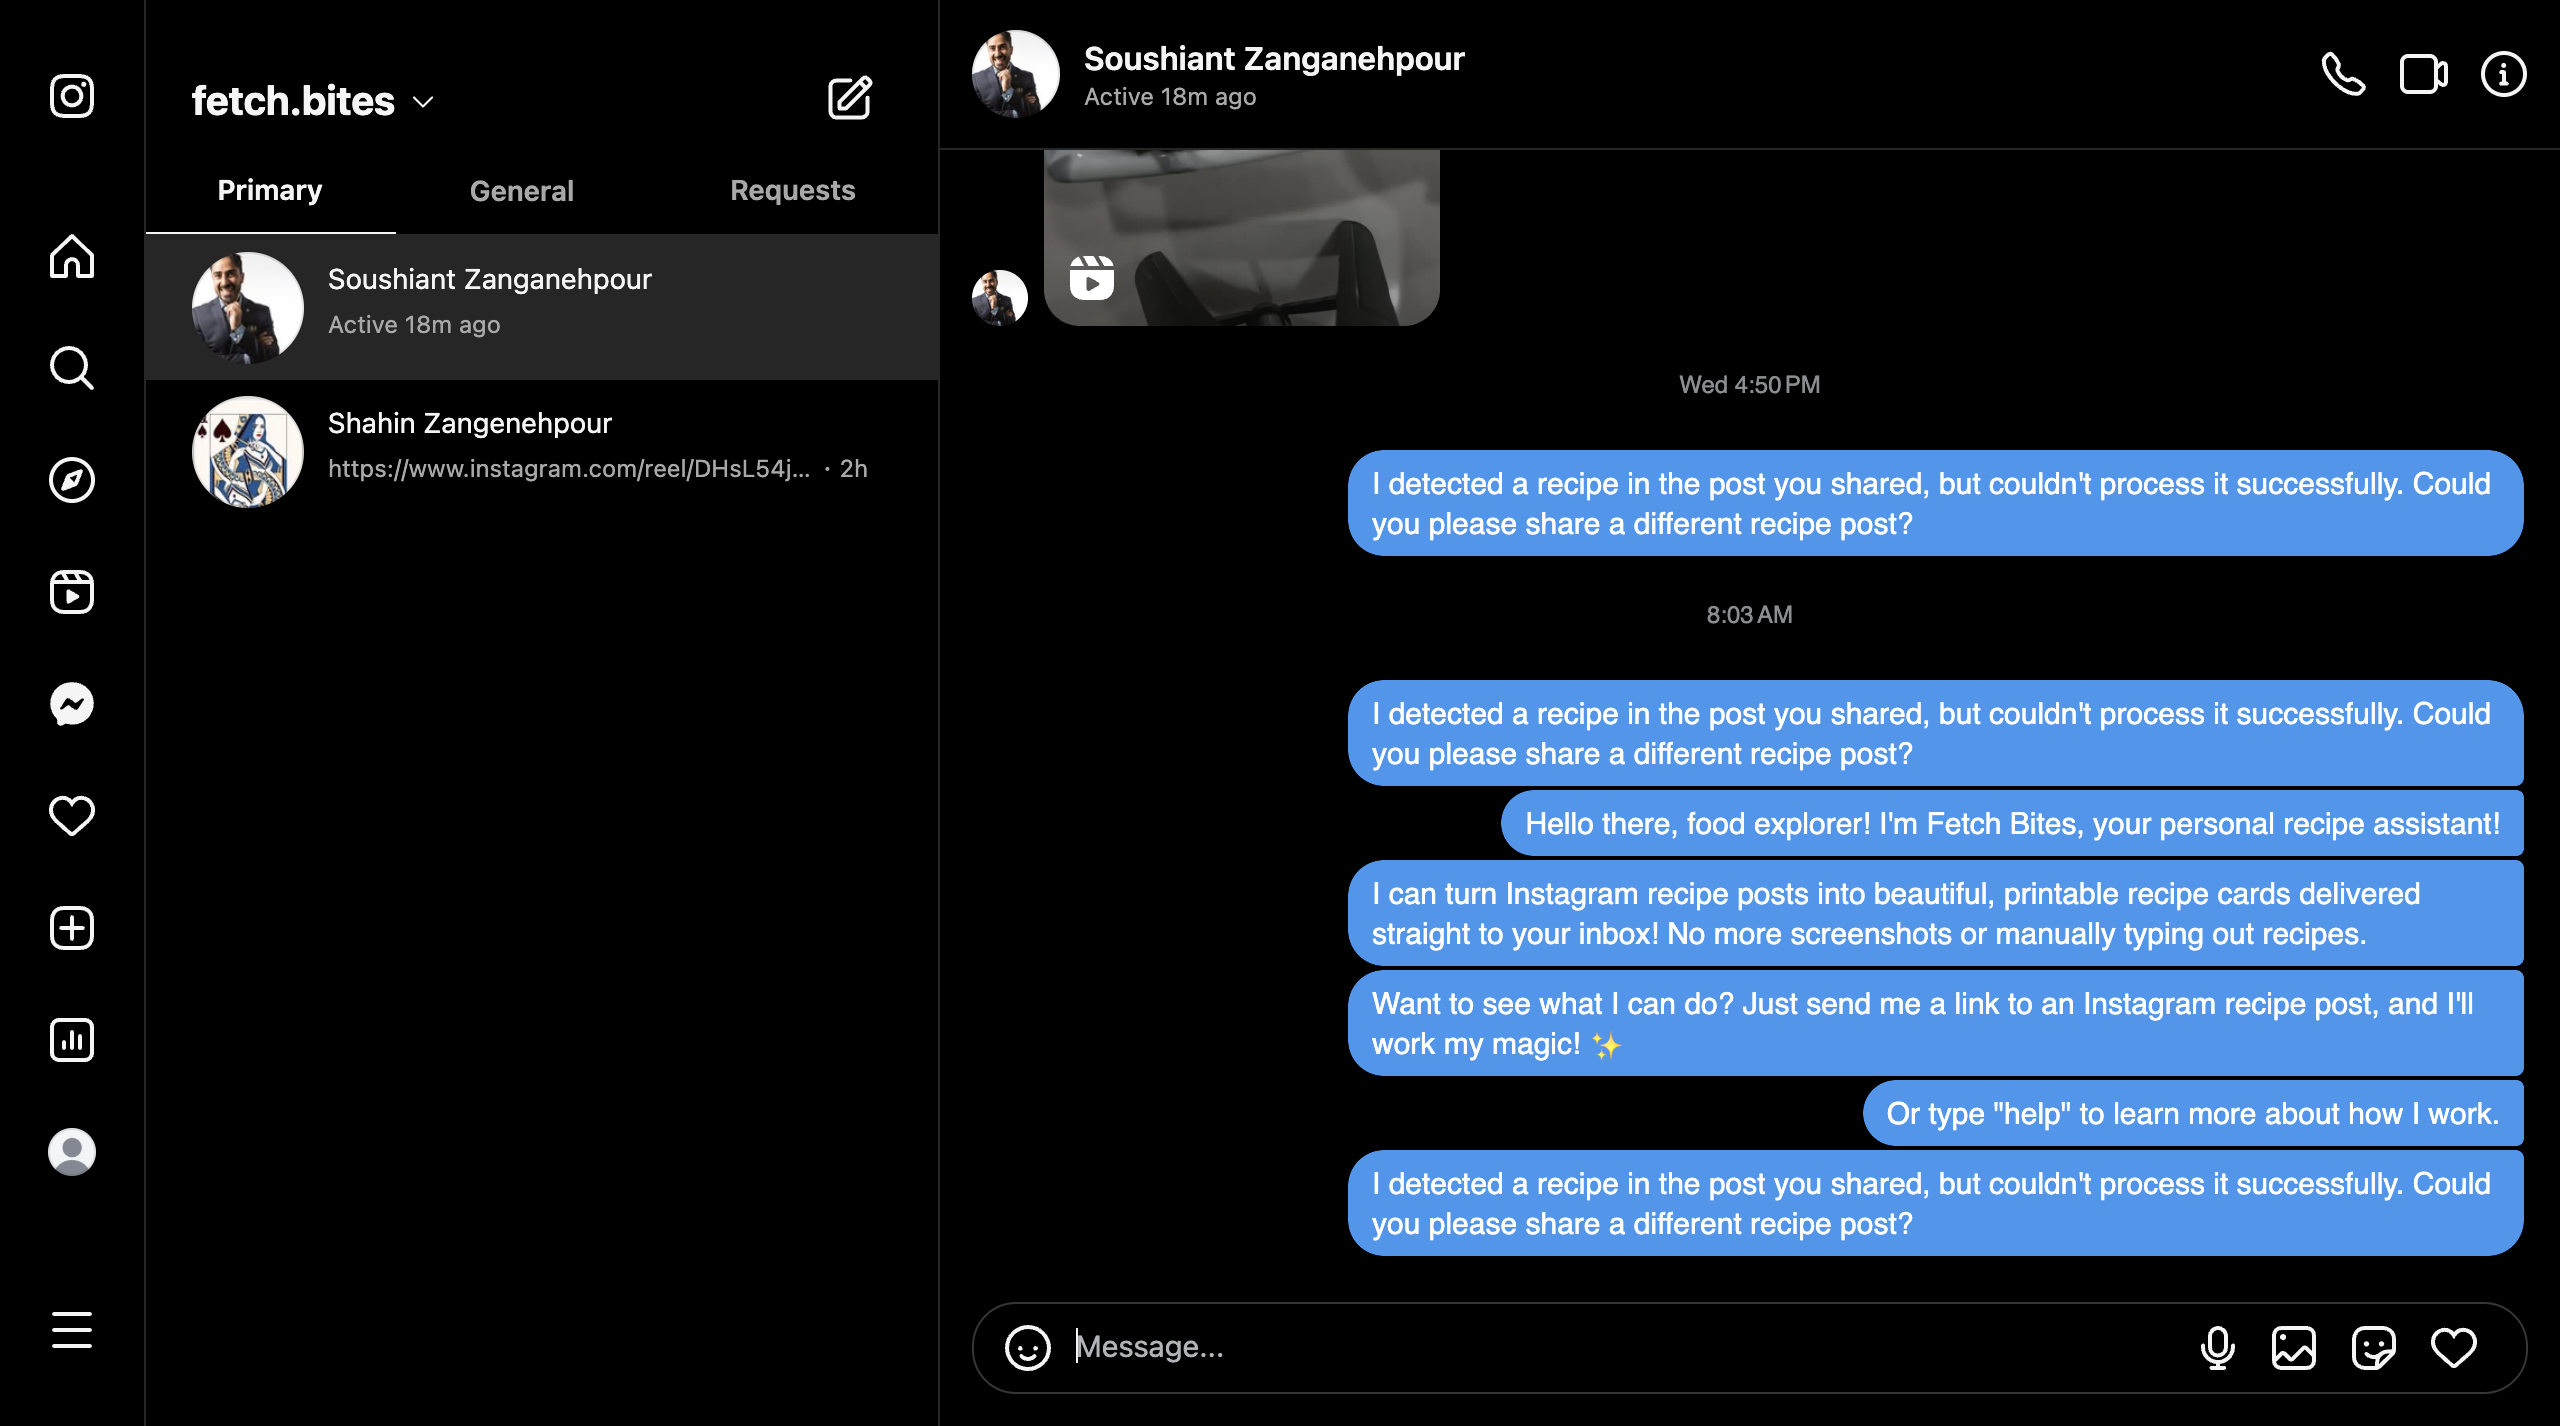 fetch.bites
Primary
General
Requests
Soushiant Zanganehpour
Active 18m ago
Shahin Zangenehpour
https://www.instagram.com/reel/DHsL54j... · 2h
Soushiant Zanganehpour
Active 18m ago
Wed 4:50 PM
I detected a recipe in the post you shared, but couldn't process it successfully. Could
you please share a different recipe post?
8:03 AM
I detected a recipe in the post you shared, but couldn't process it successfully. Could
you please share a different recipe post?
Hello there, food explorer! I'm Fetch Bites, your personal recipe assistant!
I can turn Instagram recipe posts into beautiful, printable recipe cards delivered
straight to your inbox! No more screenshots or manually typing out recipes.
Want to see what I can do? Just send me a link to an Instagram recipe post, and I'll
work my magic! ✨
Or type "help" to learn more about how I work.
I detected a recipe in the post you shared, but couldn't process it successfully. Could
you please share a different recipe post?
Message...